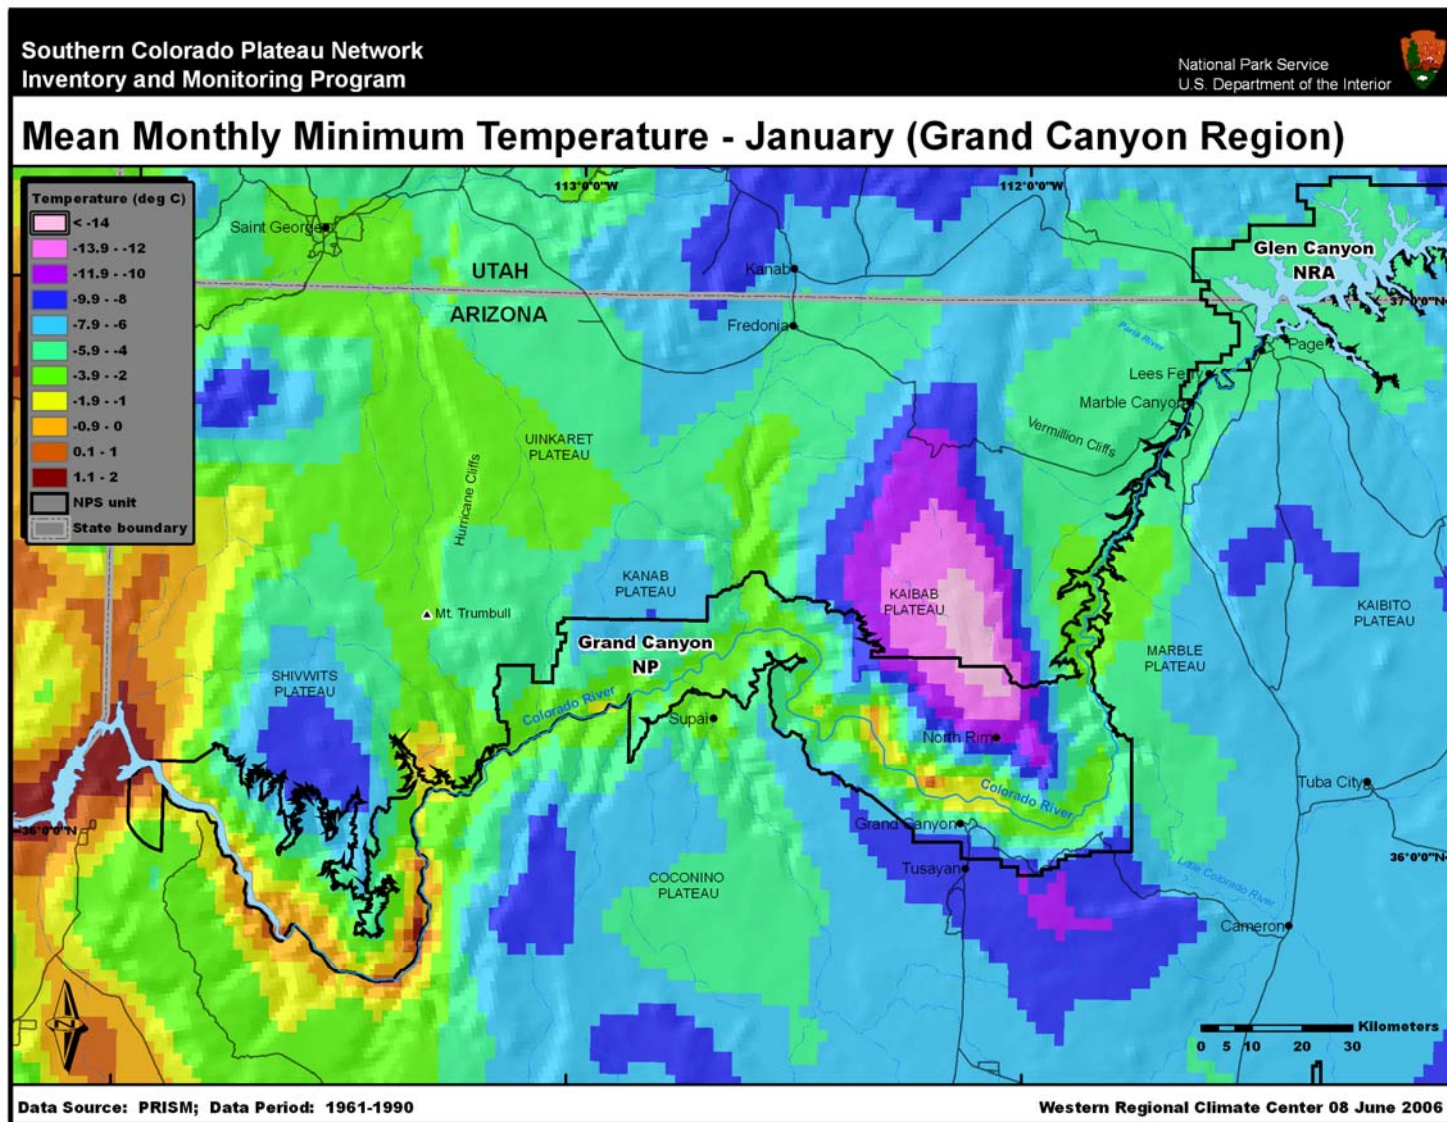 Southern Colorado Plateau Network
Inventory and Monitoring Program
National Park Service
U.S. Department of the Interior
Mean Monthly Minimum Temperature - January (Grand Canyon Region)
Temperature (deg C)
< -14
-13.9 - -12
-11.9 - -10
-9.9 - -8
-7.9 - -6
-5.9 - -4
-3.9 - -2
-1.9 - -1
-0.9 - 0
0.1 - 1
1.1 - 2
NPS unit
State boundary
113°0'0"W
112°0'0"W
Saint George
Glen Canyon
NRA
UTAH
Kanab
37°0'0"N
ARIZONA
Fredonia
Paria River
Page
Lees Ferry
Marble Canyon
Vermillion Cliffs
UINKARET
PLATEAU
Hurricane Cliffs
KANAB
PLATEAU
KAIBAB
PLATEAU
KAIBITO
PLATEAU
Mt. Trumbull
Grand Canyon
NP
MARBLE
PLATEAU
SHIVWITS
PLATEAU
Colorado River
Supai
North Rim
Colorado River
Tuba City
36°0'0"N
Grand Canyon
36°0'0"N
Tusayan
COCONINO
PLATEAU
Little Colorado River
Cameron
N
Kilometers
0 5 10 20 30
Data Source: PRISM; Data Period: 1961-1990
Western Regional Climate Center 08 June 2006